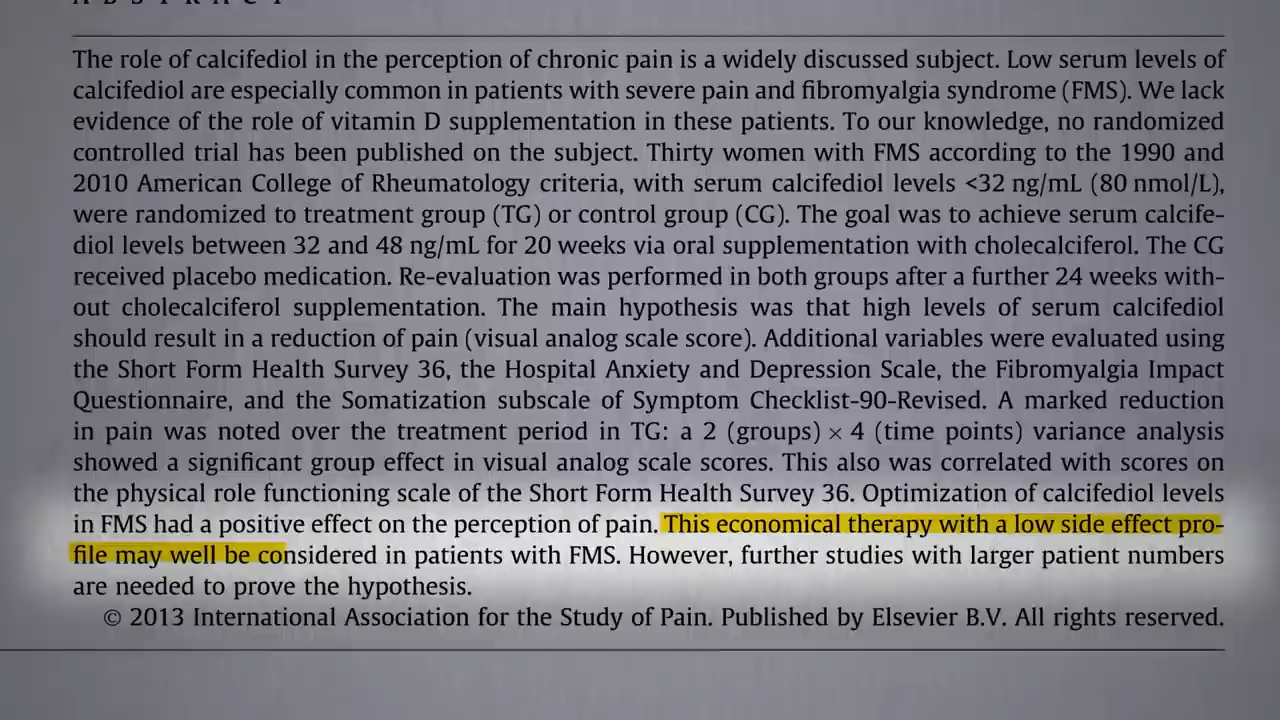 ABSTRACT
The role of calcifediol in the perception of chronic pain is a widely discussed subject. Low serum levels of
calcifediol are especially common in patients with severe pain and fibromyalgia syndrome (FMS). We lack
evidence of the role of vitamin D supplementation in these patients. To our knowledge, no randomized
controlled trial has been published on the subject. Thirty women with FMS according to the 1990 and
2010 American College of Rheumatology criteria, with serum calcifediol levels <32 ng/mL (80 nmol/L),
were randomized to treatment group (TG) or control group (CG). The goal was to achieve serum calcife-
diol levels between 32 and 48 ng/mL for 20 weeks via oral supplementation with cholecalciferol. The CG
received placebo medication. Re-evaluation was performed in both groups after a further 24 weeks with-
out cholecalciferol supplementation. The main hypothesis was that high levels of serum calcifediol
should result in a reduction of pain (visual analog scale score). Additional variables were evaluated using
the Short Form Health Survey 36, the Hospital Anxiety and Depression Scale, the Fibromyalgia Impact
Questionnaire, and the Somatization subscale of Symptom Checklist-90-Revised. A marked reduction
in pain was noted over the treatment period in TG: a 2 (groups) × 4 (time points) variance analysis
showed a significant group effect in visual analog scale scores. This also was correlated with scores on
the physical role functioning scale of the Short Form Health Survey 36. Optimization of calcifediol levels
in FMS had a positive effect on the perception of pain. This economical therapy with a low side effect pro-
file may well be considered in patients with FMS. However, further studies with larger patient numbers
are needed to prove the hypothesis.
© 2013 International Association for the Study of Pain. Published by Elsevier B.V. All rights reserved.